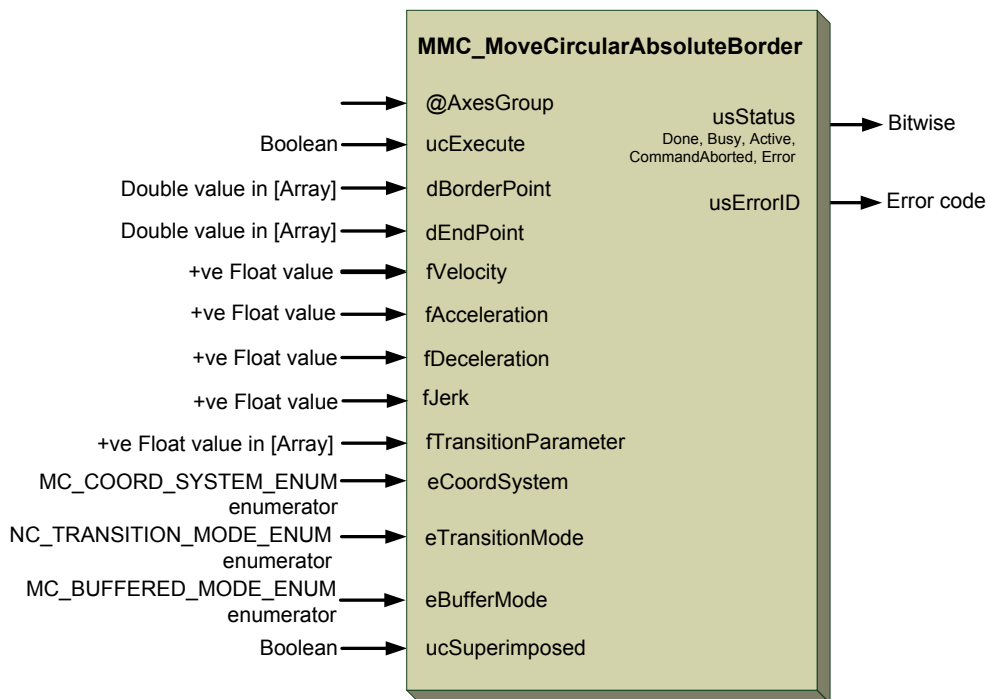 MMC_MoveCircularAbsoluteBorder
@AxesGroup
usStatus
Done, Busy, Active,
CommandAborted, Error
Bitwise
Boolean
ucExecute
Double value in [Array]
dBorderPoint
usErrorID
Error code
Double value in [Array]
dEndPoint
+ve Float value
fVelocity
+ve Float value
fAcceleration
+ve Float value
fDeceleration
+ve Float value
fJerk
+ve Float value in [Array]
fTransitionParameter
MC_COORD_SYSTEM_ENUM
enumerator
eCoordSystem
NC_TRANSITION_MODE_ENUM
enumerator
eTransitionMode
MC_BUFFERED_MODE_ENUM
enumerator
eBufferMode
Boolean
ucSuperimposed